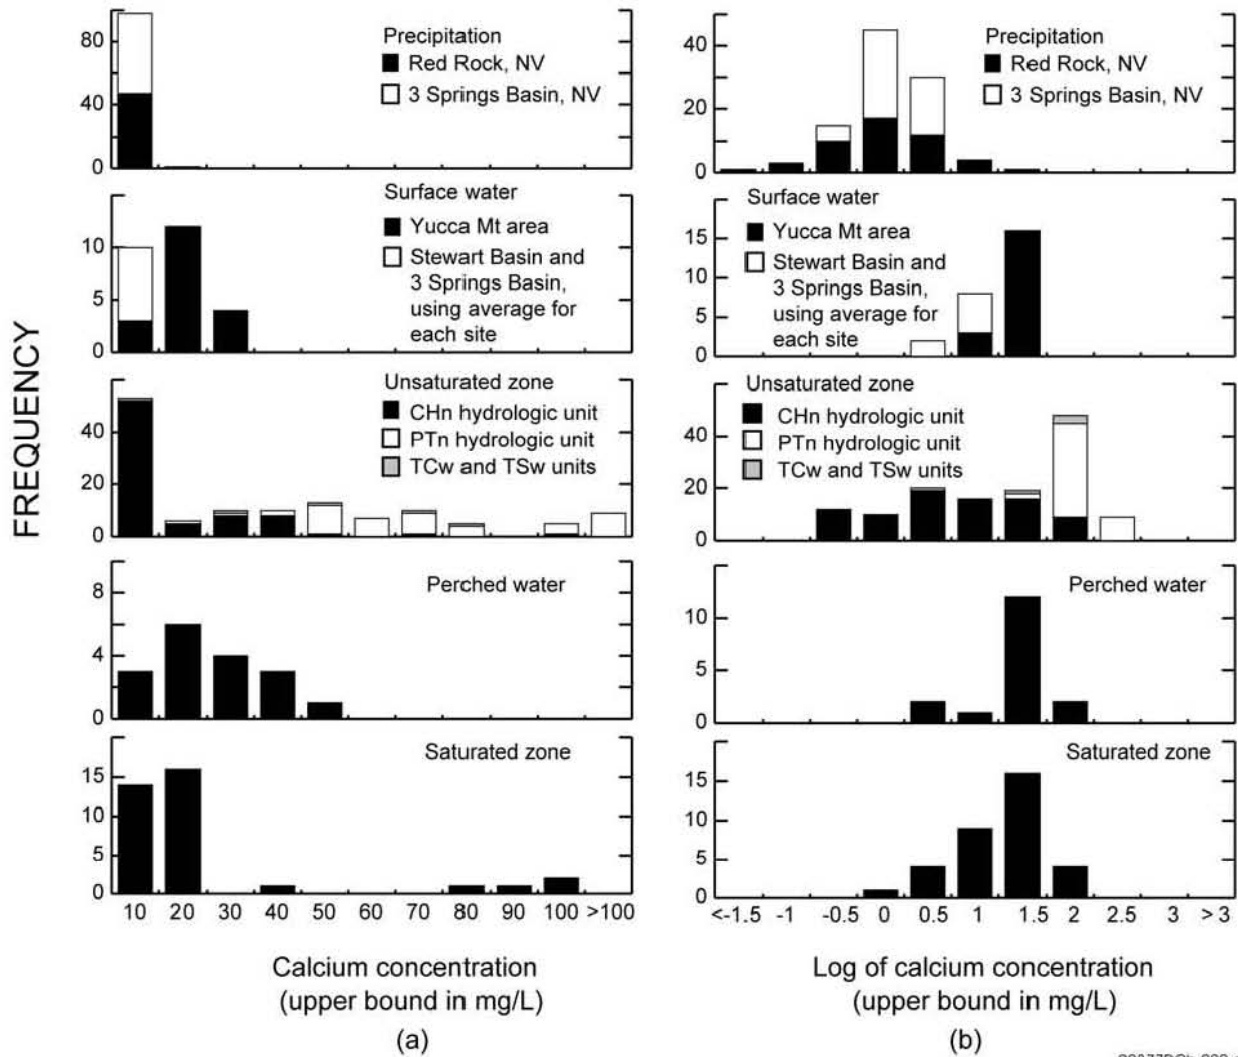 FREQUENCY
80
40
0
Precipitation
Red Rock, NV
3 Springs Basin, NV
10
5
0
Surface water
Yucca Mt area
Stewart Basin and
3 Springs Basin,
using average for
each site
40
20
0
Unsaturated zone
CHn hydrologic unit
PTn hydrologic unit
TCw and TSw units
8
4
0
Perched water
15
10
5
0
Saturated zone
10 20 30 40 50 60 70 80 90 100 >100
Calcium concentration
(upper bound in mg/L)
(a)
40
20
0
Precipitation
Red Rock, NV
3 Springs Basin, NV
15
10
5
0
Surface water
Yucca Mt area
Stewart Basin and
3 Springs Basin,
using average for
each site
40
20
0
Unsaturated zone
CHn hydrologic unit
PTn hydrologic unit
TCw and TSw units
10
5
0
Perched water
15
10
5
0
Saturated zone
<-1.5 -1 -0.5 0 0.5 1 1.5 2 2.5 3 > 3
Log of calcium concentration
(upper bound in mg/L)
(b)